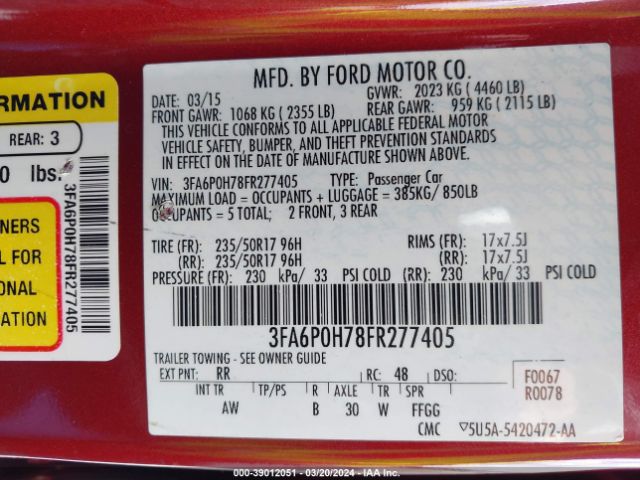 ORMATION
REAR: 3
0 lbs.
3FA6P0H78FR277405
NERS
L FOR
ONAL
ATION
MFD. BY FORD MOTOR CO.
DATE: 03/15 GVWR: 2023 KG ( 4460 LB)
FRONT GAWR: 1068 KG ( 2355 LB) REAR GAWR: 959 KG ( 2115 LB)
THIS VEHICLE CONFORMS TO ALL APPLICABLE FEDERAL MOTOR
VEHICLE SAFETY, BUMPER, AND THEFT PREVENTION STANDARDS
IN EFFECT ON THE DATE OF MANUFACTURE SHOWN ABOVE.
VIN: 3FA6P0H78FR277405 TYPE: Passenger Car
MAXIMUM LOAD = OCCUPANTS + LUGGAGE = 385KG/ 850LB
OCCUPANTS = 5 TOTAL; 2 FRONT, 3 REAR
TIRE (FR): 235/50R17 96H RIMS (FR): 17x7.5J
(RR): 235/50R17 96H (RR): 17x7.5J
PRESSURE (FR): 230 kPa/ 33 PSI COLD (RR): 230 kPa/ 33 PSI COLD
3FA6P0H78FR277405
TRAILER TOWING - SEE OWNER GUIDE
EXT PNT: RR RC: 48 DSO: F0067
R0078
INT TR TP/PS R AXLE TR SPR
AW B 30 W FFGG
CMC ▽5U5A-5420472-AA
000-39012051 - 03/20/2024 - IAA Inc.